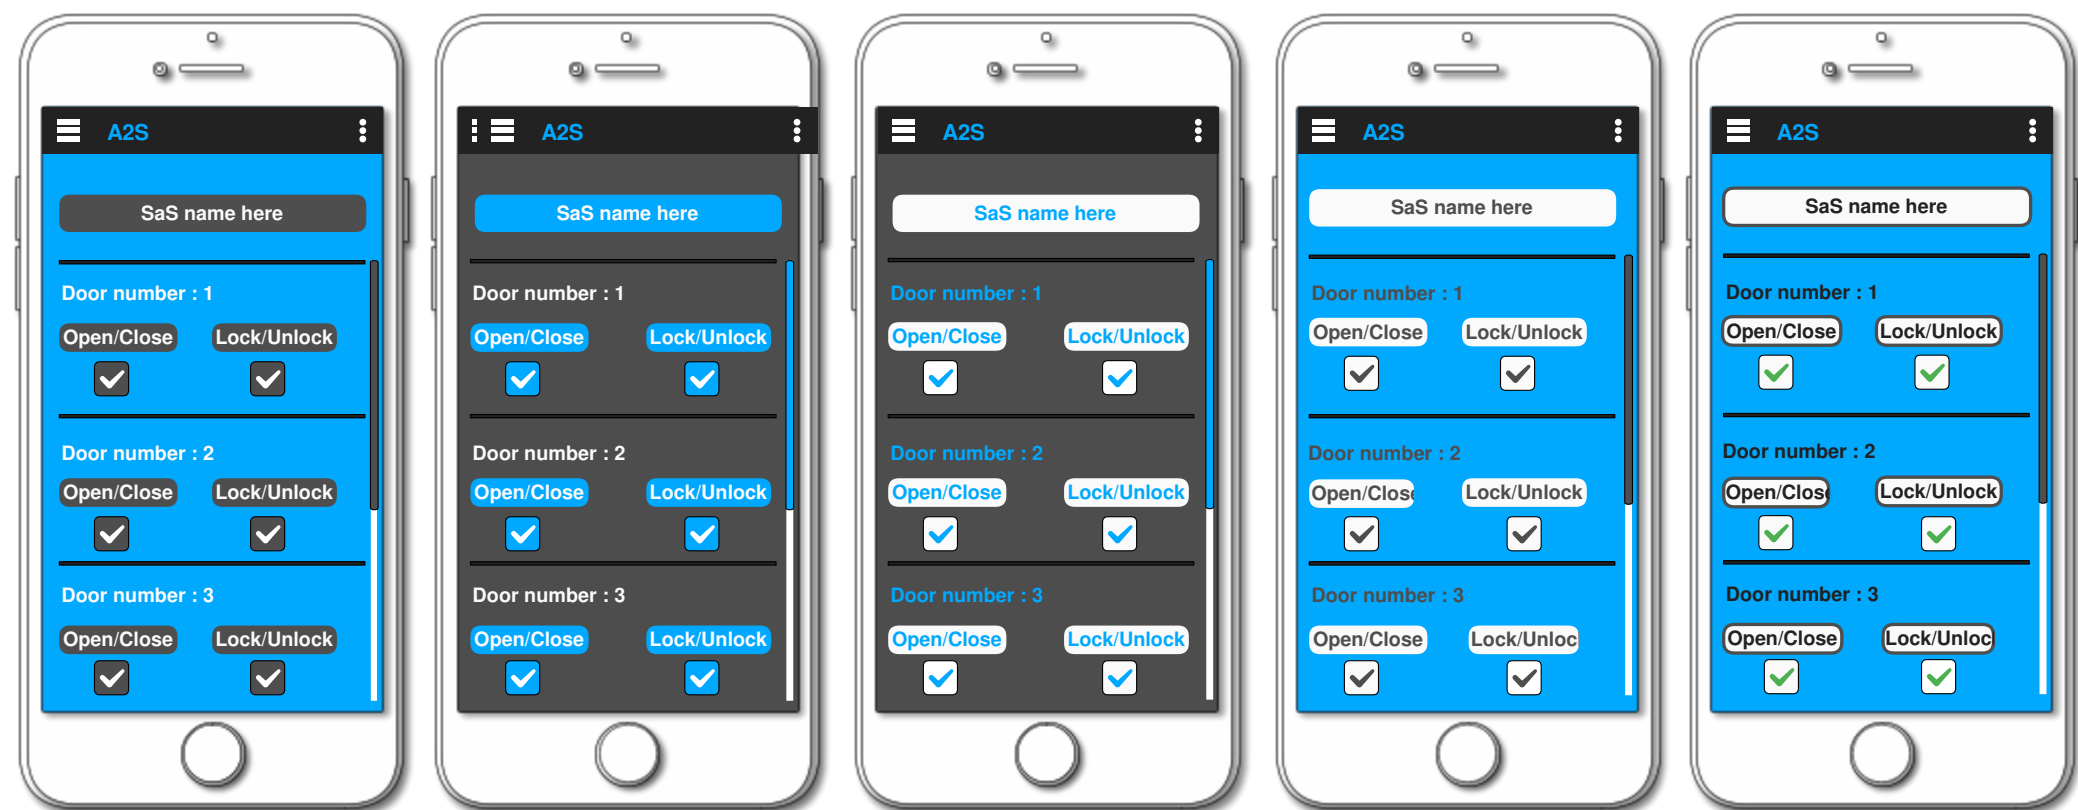 A2S
SaS name here
Door number : 1
Open/Close Lock/Unlock
Door number : 2
Open/Close Lock/Unlock
Door number : 3
Open/Close Lock/Unlock
A2S
SaS name here
Door number : 1
Open/Close Lock/Unlock
Door number : 2
Open/Close Lock/Unlock
Door number : 3
Open/Close Lock/Unlock
A2S
SaS name here
Door number : 1
Open/Close Lock/Unlock
Door number : 2
Open/Close Lock/Unlock
Door number : 3
Open/Close Lock/Unlock
A2S
SaS name here
Door number : 1
Open/Close Lock/Unlock
Door number : 2
Open/Clos Lock/Unlock
Door number : 3
Open/Close Lock/Unloc
A2S
SaS name here
Door number : 1
Open/Close Lock/Unlock
Door number : 2
Open/Clos Lock/Unlock
Door number : 3
Open/Close Lock/Unloc